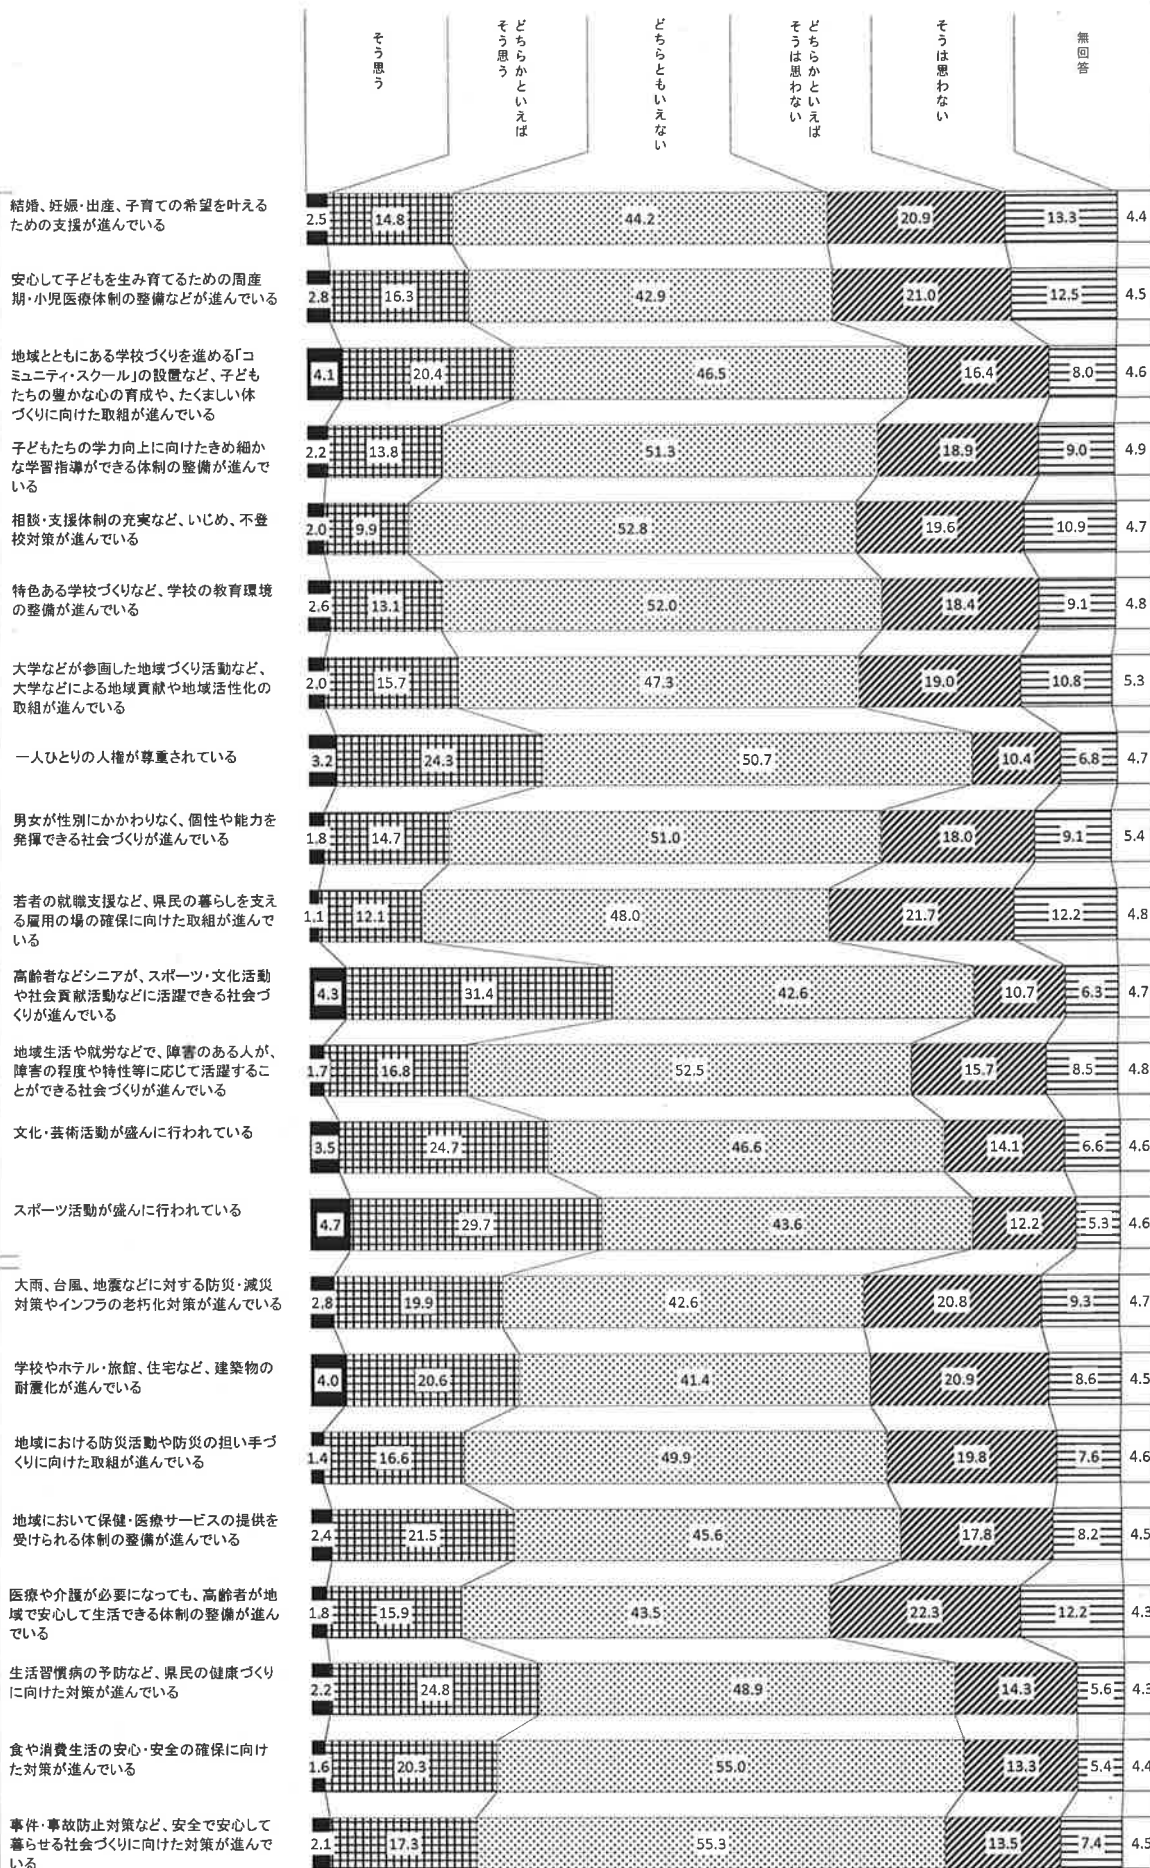 そう思う
どちらかといえば
そう思う
どちらともいえない
どちらかといえば
そうは思わない
そうは思わない
無回答
結婚、妊娠・出産、子育ての希望を叶える
ための支援が進んでいる
2.5 14.8 44.2 20.9 13.3 4.4
安心して子どもを生み育てるための周産
期・小児医療体制の整備などが進んでいる
2.8 16.3 42.9 21.0 12.5 4.5
地域とともにある学校づくりを進める「コ
ミュニティ・スクール」の設置など、子ども
たちの豊かな心の育成や、たくましい体
づくりに向けた取組が進んでいる
4.1 20.4 46.5 16.4 8.0 4.6
子どもたちの学力向上に向けたきめ細か
な学習指導ができる体制の整備が進んで
いる
2.2 13.8 51.3 18.9 9.0 4.9
相談・支援体制の充実など、いじめ、不登
校対策が進んでいる
2.0 9.9 52.8 19.6 10.9 4.7
特色ある学校づくりなど、学校の教育環境
の整備が進んでいる
2.6 13.1 52.0 18.4 9.1 4.8
大学などが参画した地域づくり活動など、
大学などによる地域貢献や地域活性化の
取組が進んでいる
2.0 15.7 47.3 19.0 10.8 5.3
一人ひとりの人権が尊重されている
3.2 24.3 50.7 10.4 6.8 4.7
男女が性別にかかわりなく、個性や能力を
発揮できる社会づくりが進んでいる
1.8 14.7 51.0 18.0 9.1 5.4
若者の就職支援など、県民の暮らしを支え
る雇用の場の確保に向けた取組が進んで
いる
1.1 12.1 48.0 21.7 12.2 4.8
高齢者などシニアが、スポーツ・文化活動
や社会貢献活動などに活躍できる社会づ
くりが進んでいる
4.3 31.4 42.6 10.7 6.3 4.7
地域生活や就労などで、障害のある人が、
障害の程度や特性等に応じて活躍するこ
とができる社会づくりが進んでいる
1.7 16.8 52.5 15.7 8.5 4.8
文化・芸術活動が盛んに行われている
3.5 24.7 46.6 14.1 6.6 4.6
スポーツ活動が盛んに行われている
4.7 29.7 43.6 12.2 5.3 4.6
大雨、台風、地震などに対する防災・減災
対策やインフラの老朽化対策が進んでいる
2.8 19.9 42.6 20.8 9.3 4.7
学校やホテル・旅館、住宅など、建築物の
耐震化が進んでいる
4.0 20.6 41.4 20.9 8.6 4.5
地域における防災活動や防災の担い手づ
くりに向けた取組が進んでいる
1.4 16.6 49.9 19.8 7.6 4.6
地域において保健・医療サービスの提供を
受けられる体制の整備が進んでいる
2.4 21.5 45.6 17.8 8.2 4.5
医療や介護が必要になっても、高齢者が地
域で安心して生活できる体制の整備が進ん
でいる
1.8 15.9 43.5 22.3 12.2 4.3
生活習慣病の予防など、県民の健康づくり
に向けた対策が進んでいる
2.2 24.8 48.9 14.3 5.6 4.3
食や消費生活の安心・安全の確保に向け
た対策が進んでいる
1.6 20.3 55.0 13.3 5.4 4.4
事件・事故防止対策など、安全で安心して
暮らせる社会づくりに向けた対策が進んで
いる
2.1 17.3 55.3 13.5 7.4 4.5